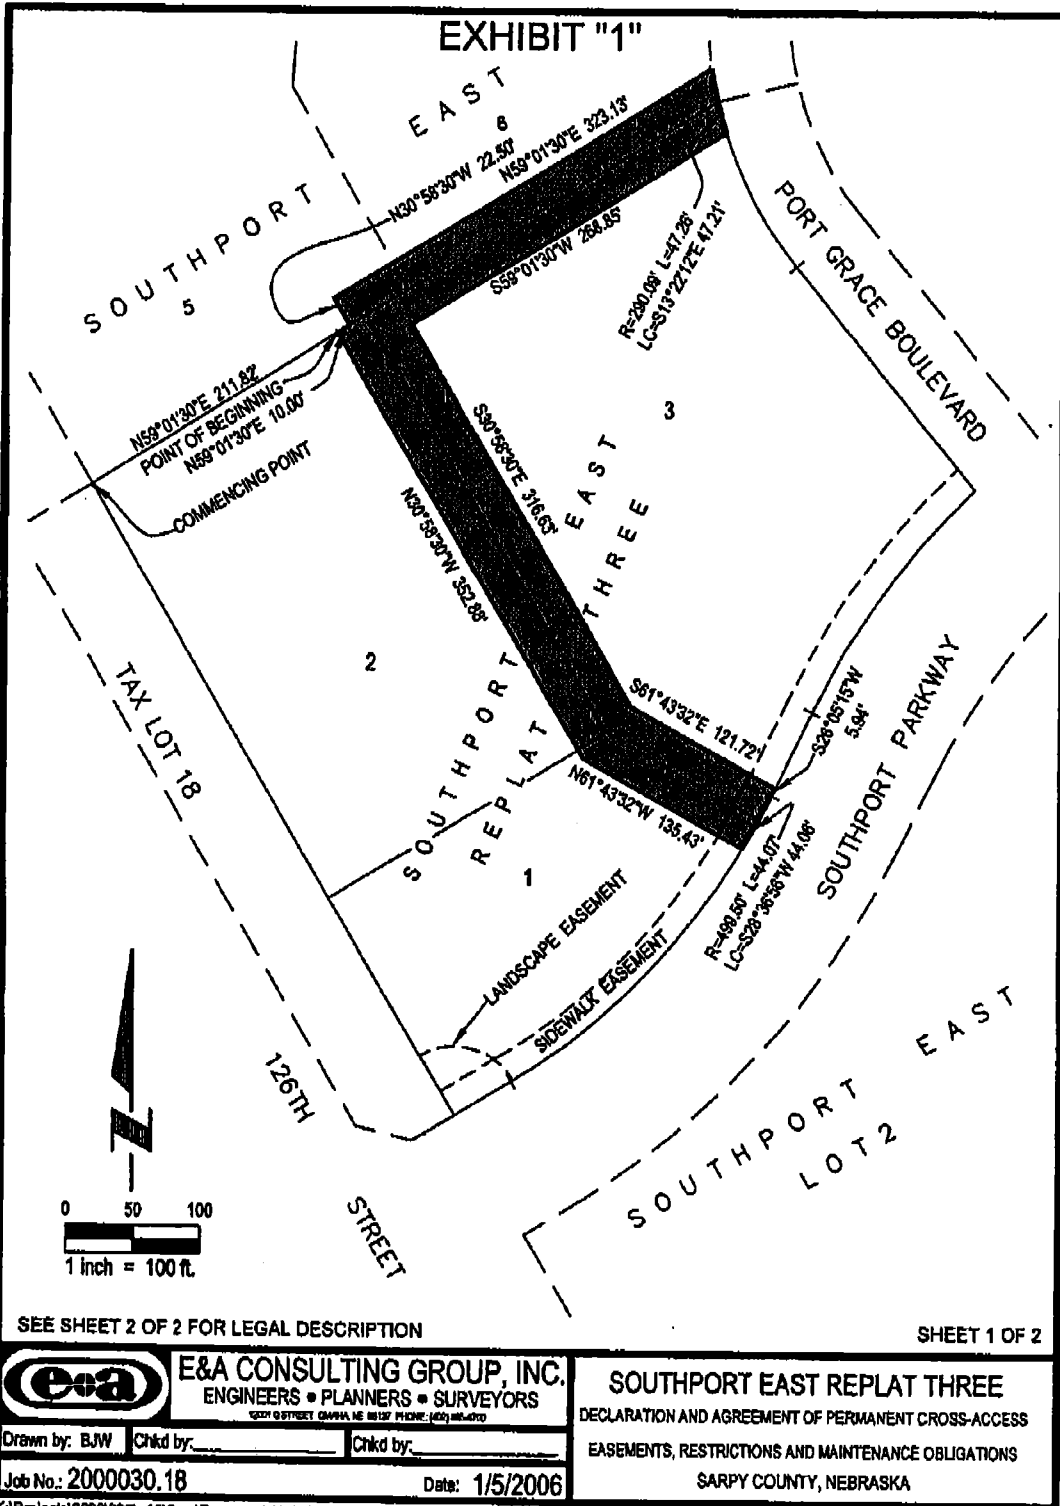 EXHIBIT "1"
EAST
6
N30°58'30"W 22.50'
N59°01'30"E 323.13'
SOUTHPORT
5
S59°01'30"W 268.85'
R=290.09' L=47.26'
LC=S13°22'12"E 47.21'
PORT GRACE BOULEVARD
N59°01'30"E 211.82'
POINT OF BEGINNING
N59°01'30"E 10.00'
COMMENCING POINT
3
S30°58'30"E 316.63'
N30°58'30"W 352.88'
EAST
THREE
2
TAX LOT 18
SOUTHPORT
REPLAT
S61°43'32"E 121.72'
S26°05'15"W
5.94'
SOUTHPORT PARKWAY
N61°43'32"W 135.43'
1
R=499.50' L=44.07'
LC=S28°36'56"W 44.06'
LANDSCAPE EASEMENT
SIDEWALK EASEMENT
126TH
STREET
SOUTHPORT EAST
LOT 2
0 50 100
1 inch = 100 ft.
SEE SHEET 2 OF 2 FOR LEGAL DESCRIPTION
SHEET 1 OF 2
e&a
E&A CONSULTING GROUP, INC.
ENGINEERS • PLANNERS • SURVEYORS
STREET OMAHA, NE PHONE:
Drawn by: BJW Chkd by: Chkd by:
Job No.: 2000030.18 Date: 1/5/2006
SOUTHPORT EAST REPLAT THREE
DECLARATION AND AGREEMENT OF PERMANENT CROSS-ACCESS
EASEMENTS, RESTRICTIONS AND MAINTENANCE OBLIGATIONS
SARPY COUNTY, NEBRASKA